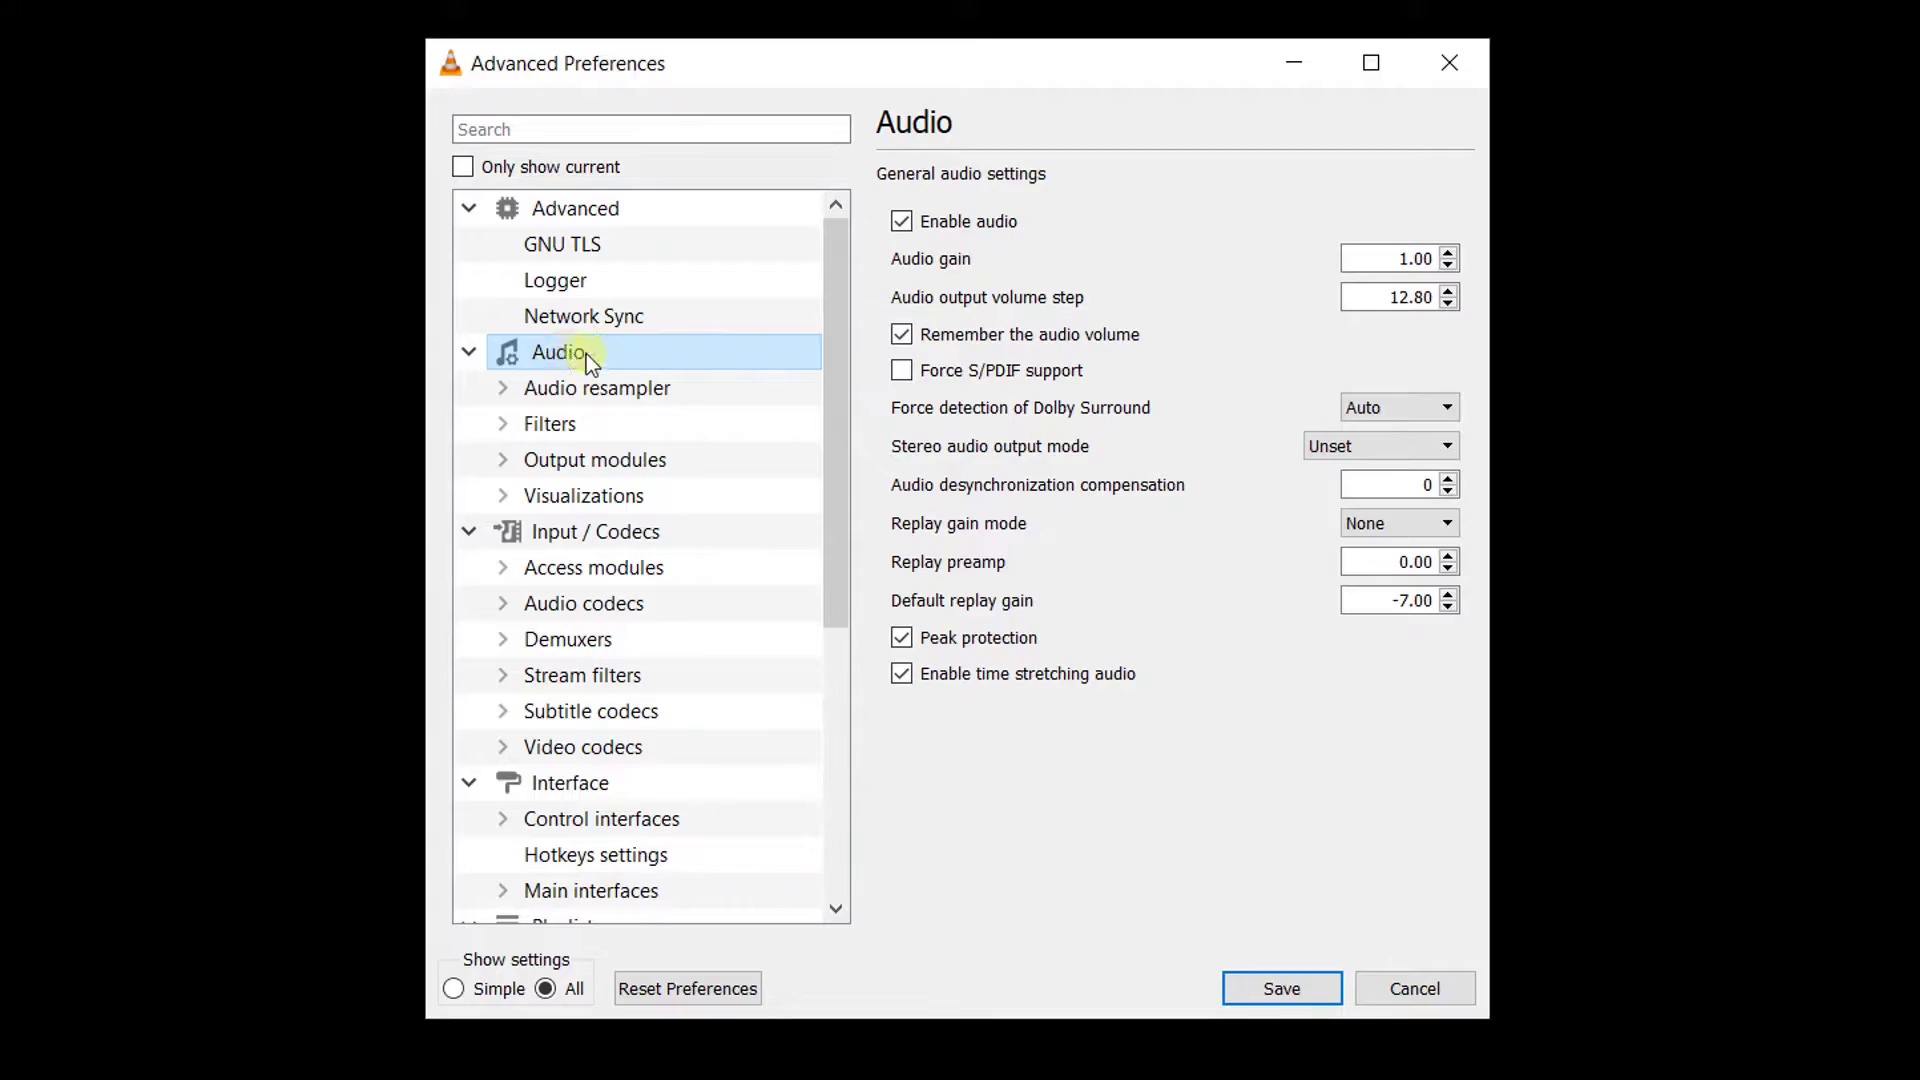 Advanced Preferences
Search
Only show current
Advanced
GNU TLS
Logger
Network Sync
Audio
Audio resampler
Filters
Output modules
Visualizations
Input / Codecs
Access modules
Audio codecs
Demuxers
Stream filters
Subtitle codecs
Video codecs
Interface
Control interfaces
Hotkeys settings
Main interfaces
Audio
General audio settings
Enable audio
Audio gain 1.00
Audio output volume step 12.80
Remember the audio volume
Force S/PDIF support
Force detection of Dolby Surround Auto
Stereo audio output mode Unset
Audio desynchronization compensation 0
Replay gain mode None
Replay preamp 0.00
Default replay gain -7.00
Peak protection
Enable time stretching audio
Show settings
Simple All Reset Preferences Save Cancel